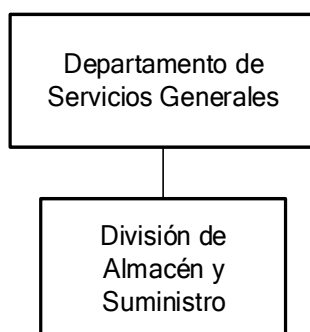 Departamento de
Servicios Generales
División de
Almacén y
Suministro